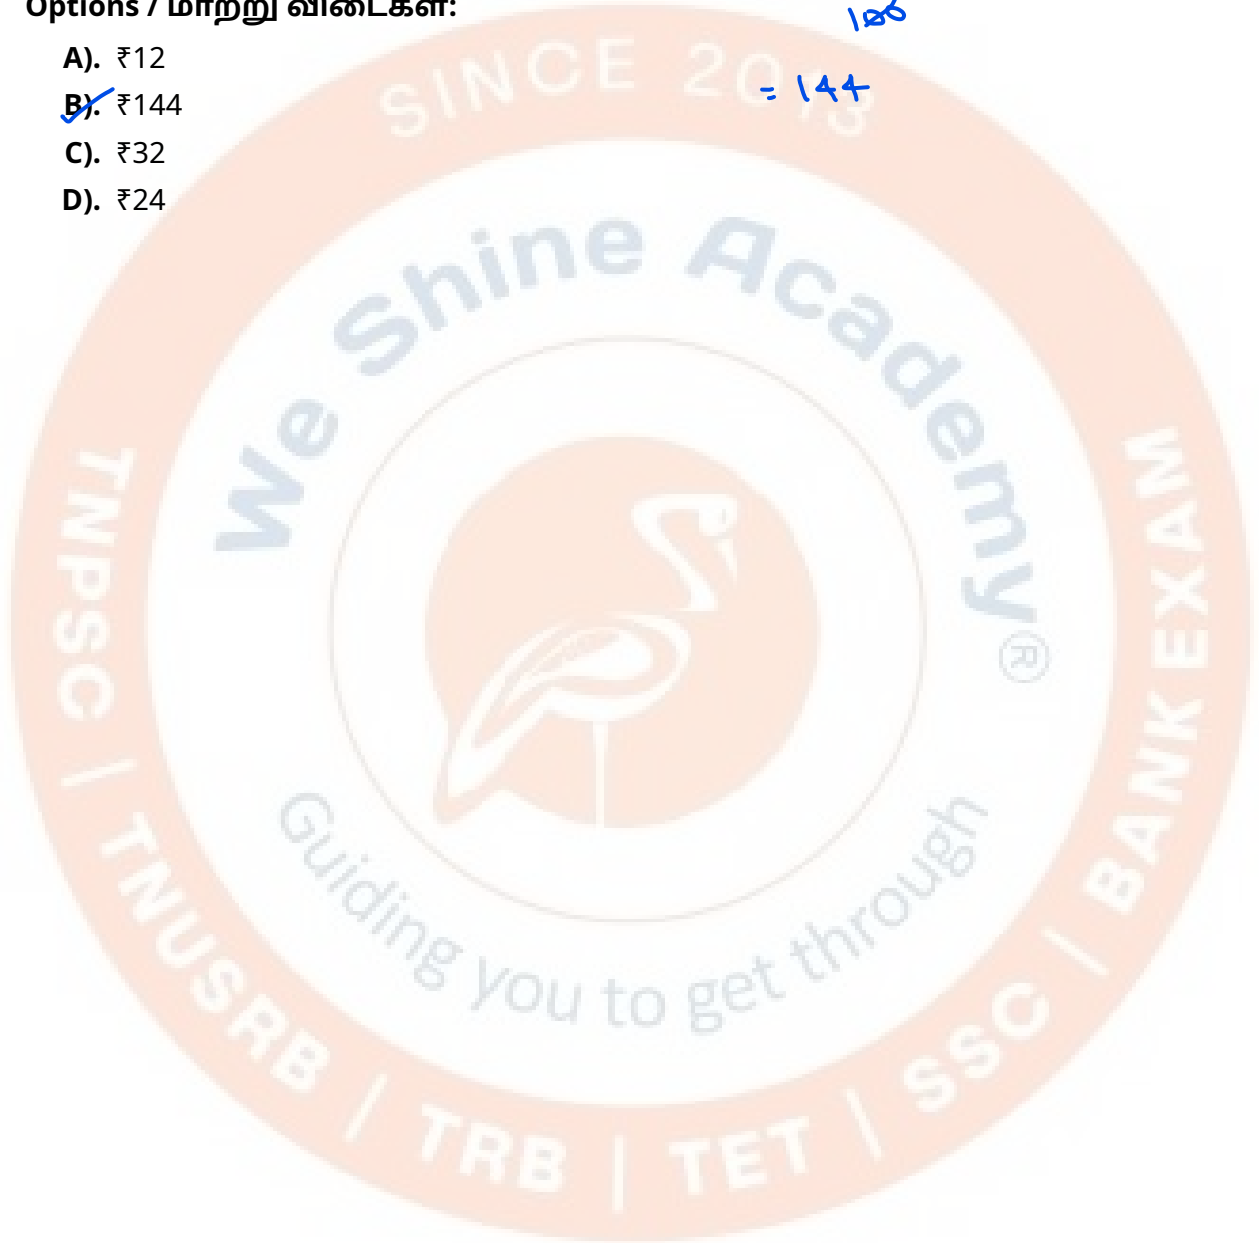 Options / மாற்று விடைகள்:
100
A). ₹12
= 144
B). ₹144
C). ₹32
D). ₹24
SINCE 2013
We Shine Academy®
Guiding you to get through
TNPSC | TNUSRB | TRB | TET | SSC | BANK EXAM